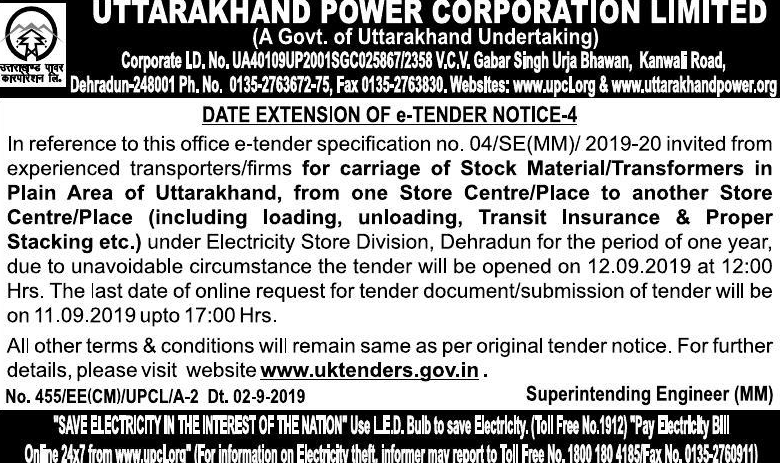 UTTARAKHAND POWER CORPORATION LIMITED
(A Govt. of Uttarakhand Undertaking)
Corporate I.D. No. UA40109UP2001SGC025867/2358 V.C.V. Gabar Singh Urja Bhawan, Kanwali Road,
Dehradun-248001 Ph. No. 0135-2763672-75, Fax 0135-2763830. Websites: www.upcl.org & www.uttarakhandpower.org
उत्तराखण्ड पावर
कारपोरेशन लि.
DATE EXTENSION OF e-TENDER NOTICE-4
In reference to this office e-tender specification no. 04/SE(MM)/ 2019-20 invited from
experienced transporters/firms for carriage of Stock Material/Transformers in
Plain Area of Uttarakhand, from one Store Centre/Place to another Store
Centre/Place (including loading, unloading, Transit Insurance & Proper
Stacking etc.) under Electricity Store Division, Dehradun for the period of one year,
due to unavoidable circumstance the tender will be opened on 12.09.2019 at 12:00
Hrs. The last date of online request for tender document/submission of tender will be
on 11.09.2019 upto 17:00 Hrs.
All other terms & conditions will remain same as per original tender notice. For further
details, please visit website www.uktenders.gov.in .
No. 455/EE(CM)/UPCL/A-2 Dt. 02-9-2019 Superintending Engineer (MM)
"SAVE ELECTRICITY IN THE INTEREST OF THE NATION" Use L.E.D. Bulb to save Electricity. (Toll Free No.1912) "Pay Electricity Bill
Online 24x7 from www.upcl.org" (For information on Electricity theft, informer may report to Toll Free No. 1800 180 4185/Fax No. 0135-2760911)